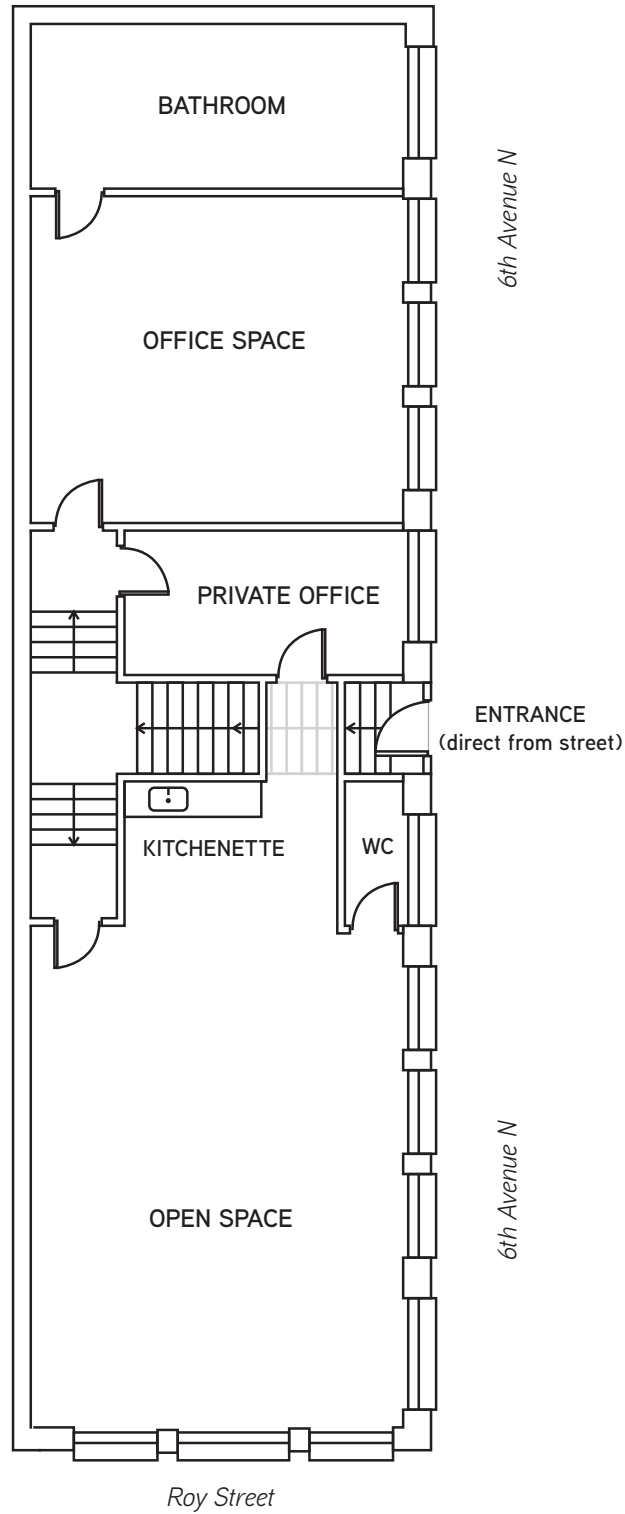 BATHROOM
6th Avenue N
OFFICE SPACE
PRIVATE OFFICE
ENTRANCE
(direct from street)
KITCHENETTE
WC
OPEN SPACE
6th Avenue N
Roy Street